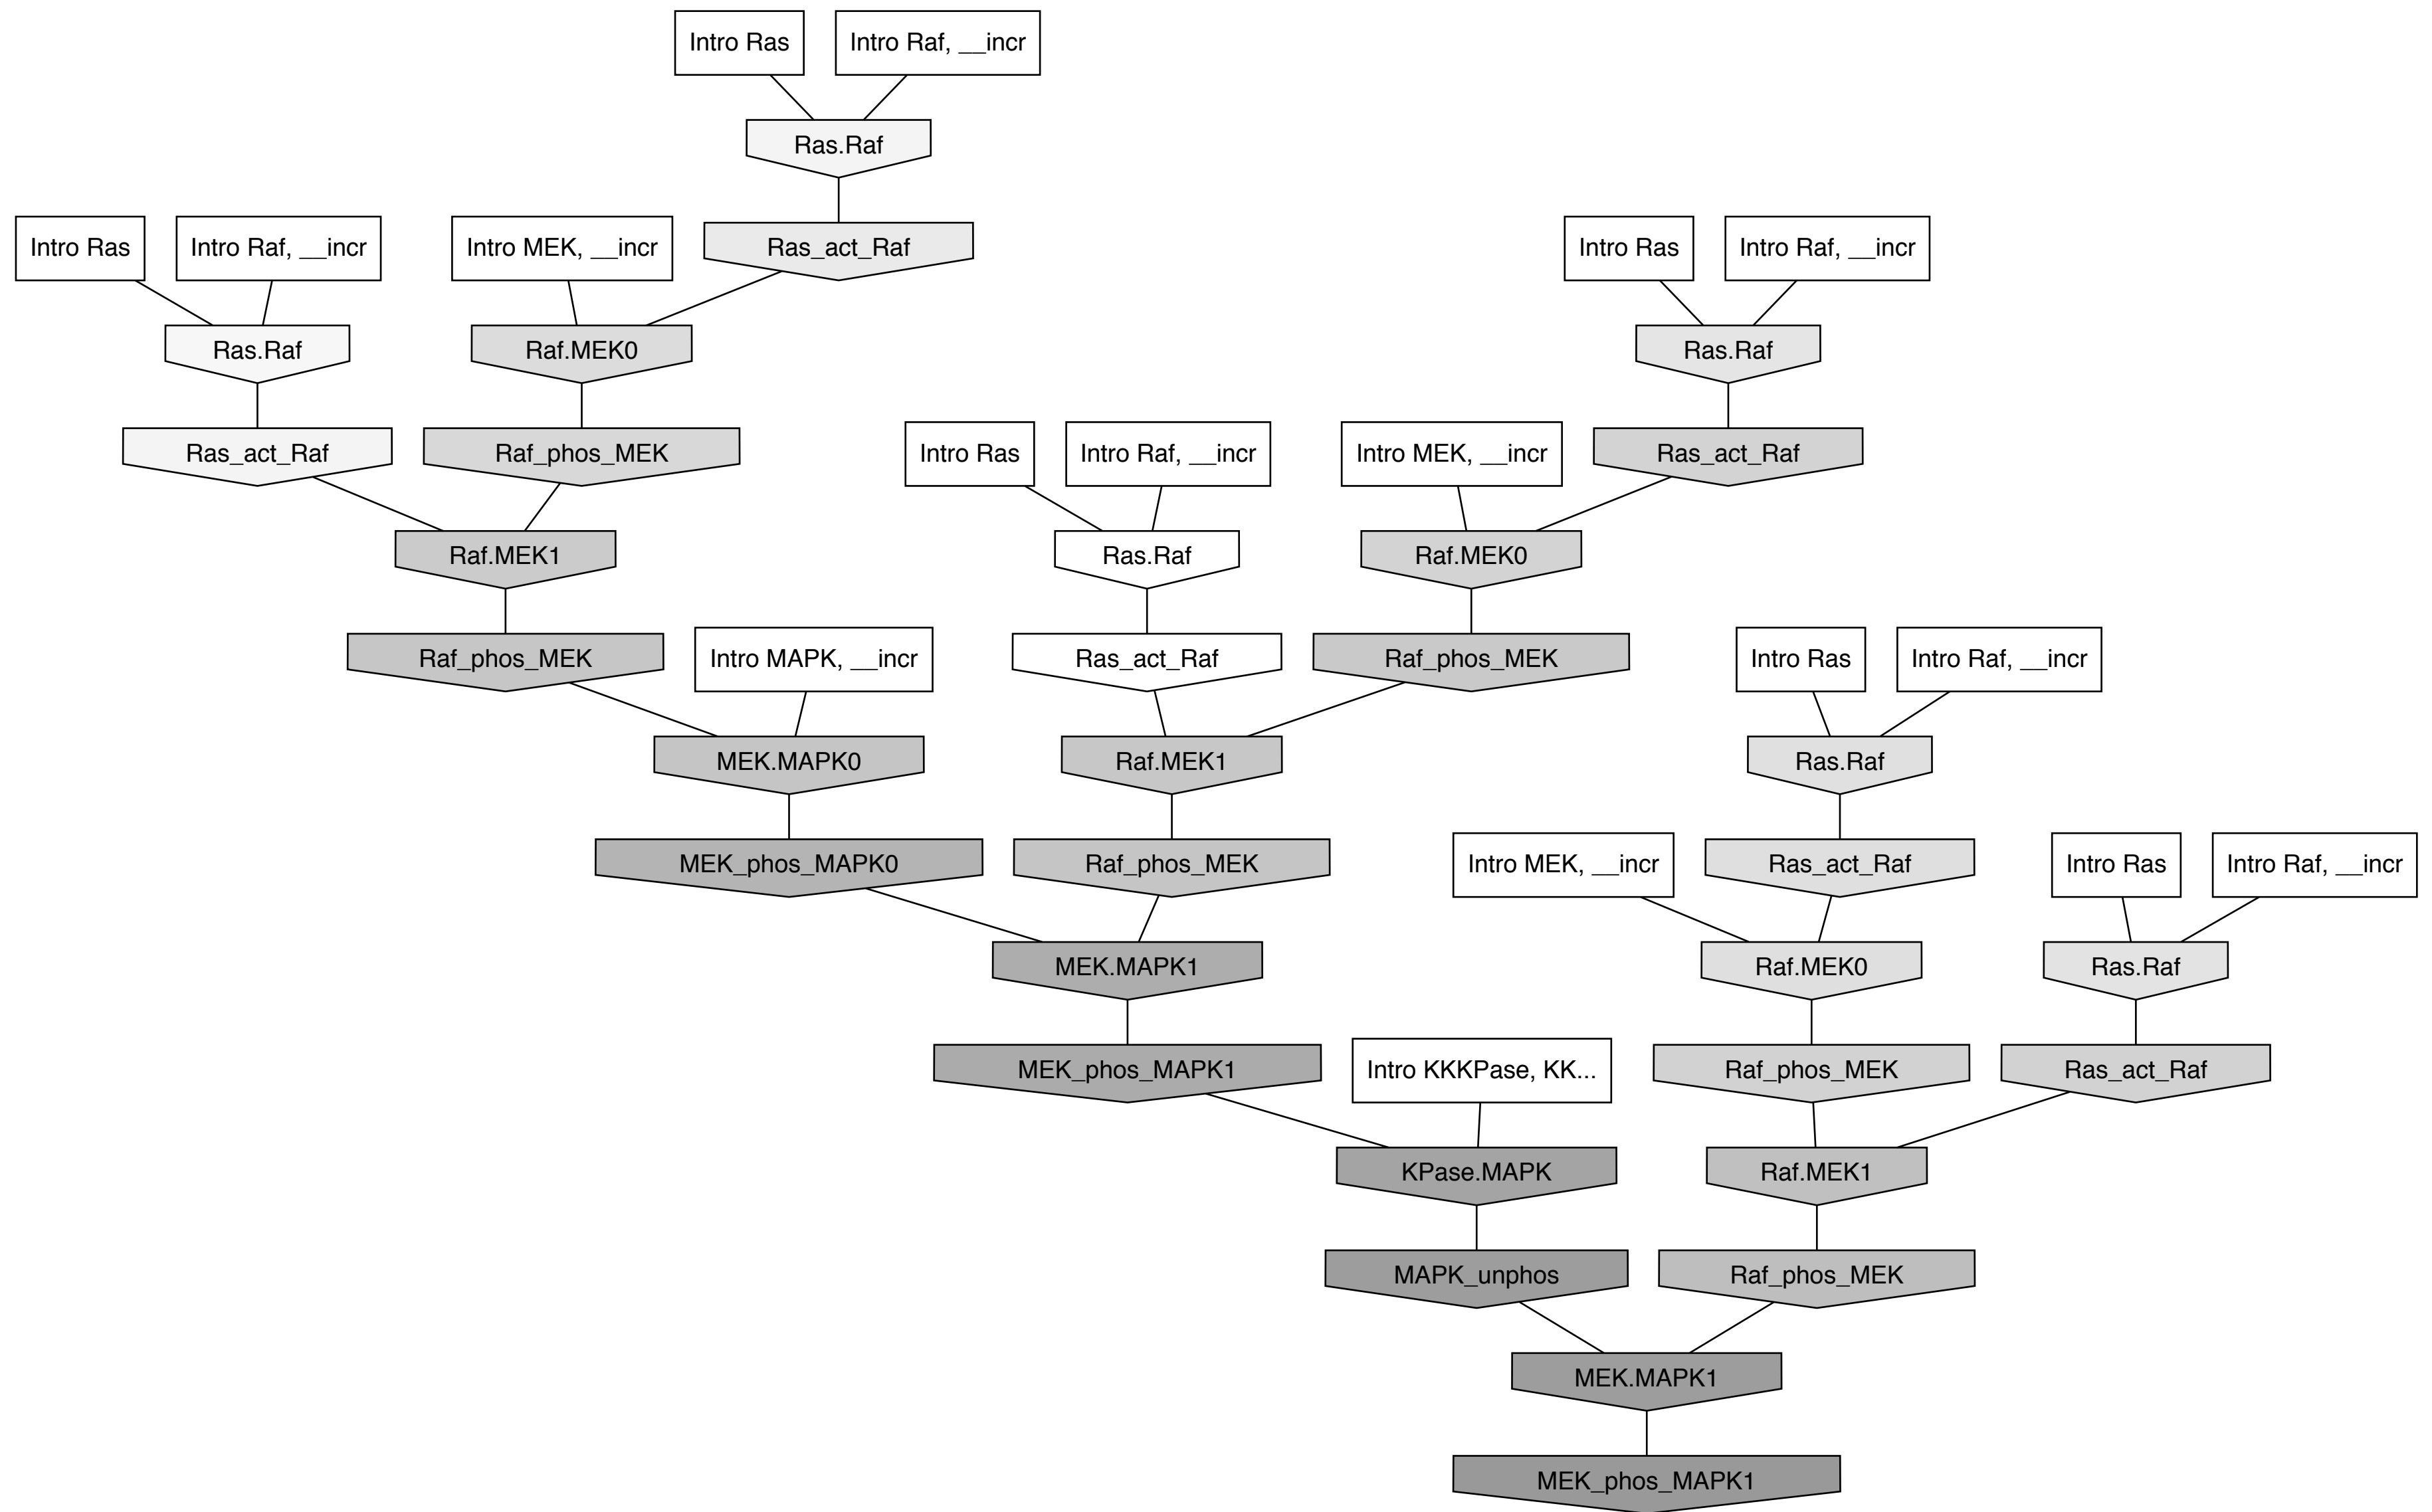 Intro Ras
Intro Raf, __incr
Ras.Raf
Intro Ras
Intro Raf, __incr
Intro MEK, __incr
Ras_act_Raf
Intro Ras
Intro Raf, __incr
Ras.Raf
Raf.MEK0
Ras.Raf
Ras_act_Raf
Raf_phos_MEK
Intro Ras
Intro Raf, __incr
Intro MEK, __incr
Ras_act_Raf
Raf.MEK1
Ras.Raf
Raf.MEK0
Raf_phos_MEK
Intro MAPK, __incr
Ras_act_Raf
Raf_phos_MEK
Intro Ras
Intro Raf, __incr
MEK.MAPK0
Raf.MEK1
Ras.Raf
MEK_phos_MAPK0
Raf_phos_MEK
Intro MEK, __incr
Ras_act_Raf
Intro Ras
Intro Raf, __incr
MEK.MAPK1
Raf.MEK0
Ras.Raf
MEK_phos_MAPK1
Intro KKKPase, KK...
Raf_phos_MEK
Ras_act_Raf
KPase.MAPK
Raf.MEK1
MAPK_unphos
Raf_phos_MEK
MEK.MAPK1
MEK_phos_MAPK1